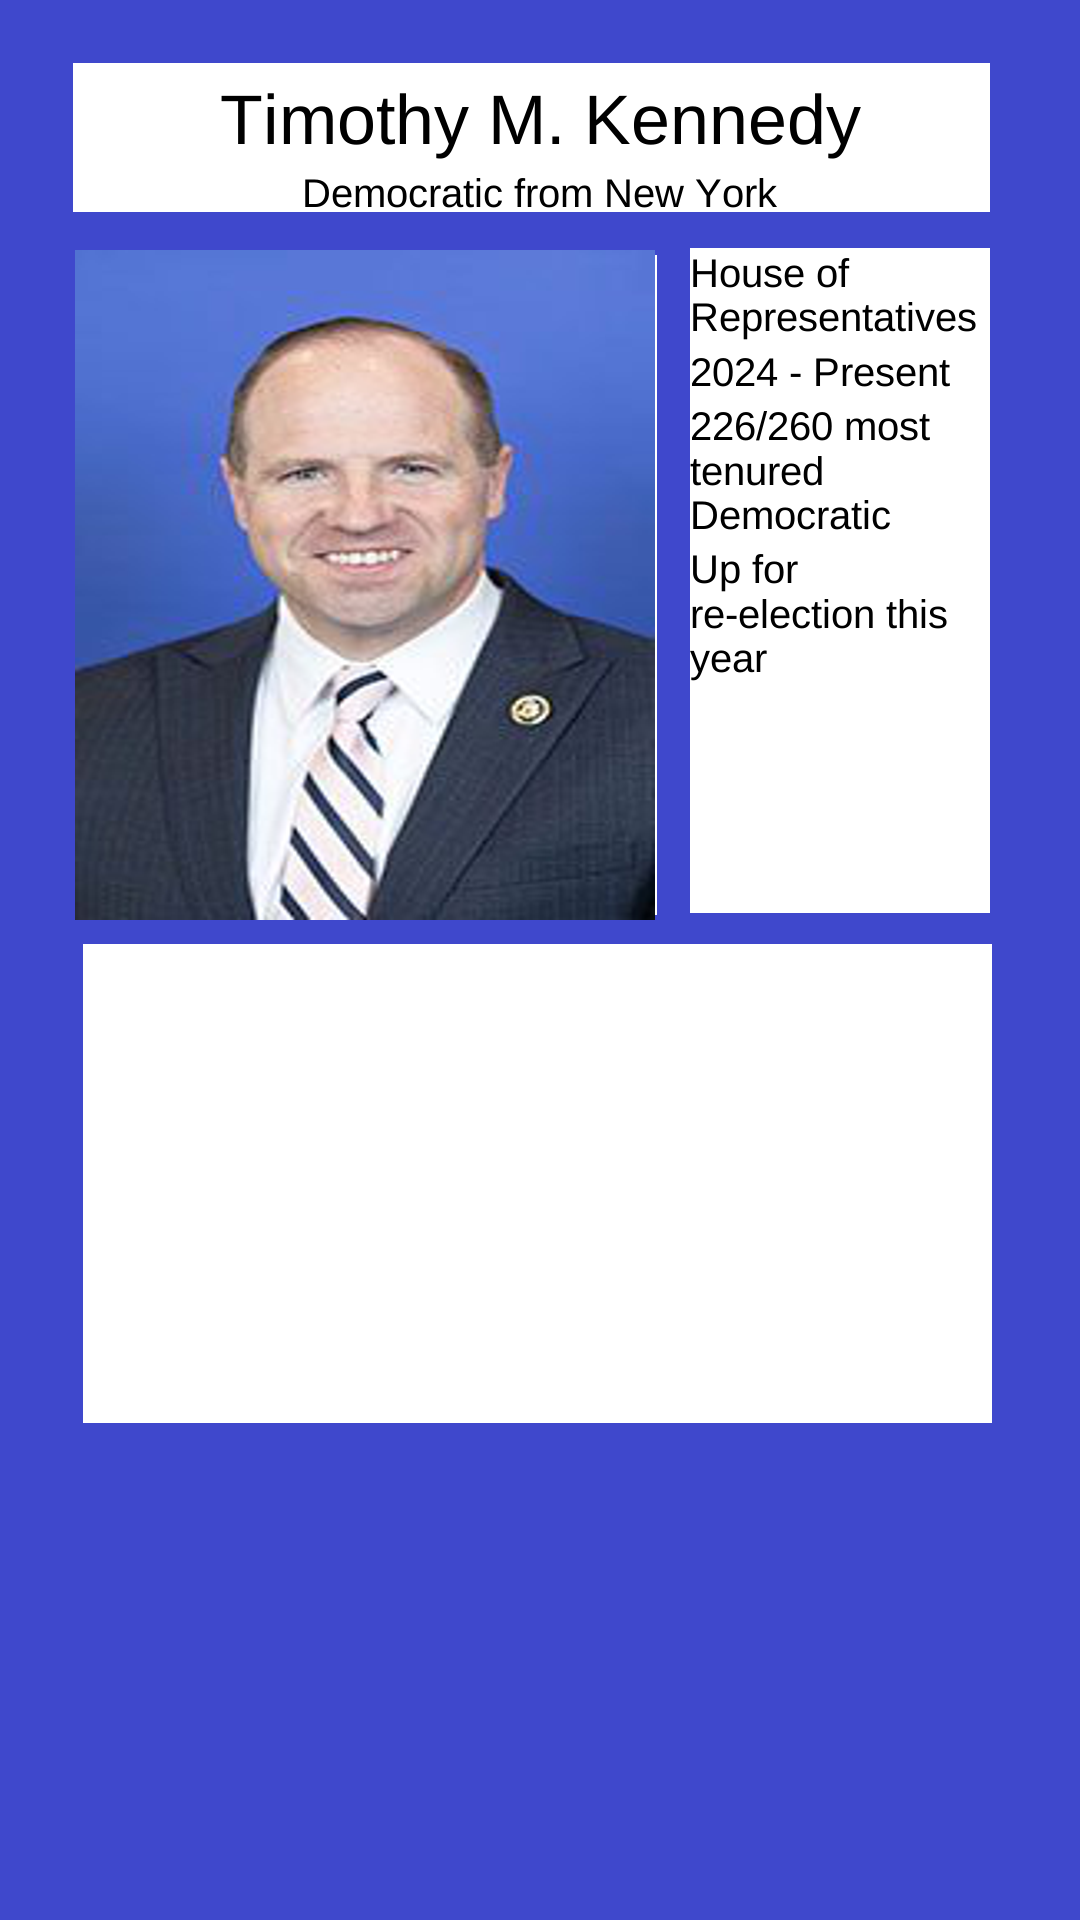 Timothy M. Kennedy
Democratic from New York
House of
Representatives
2024 - Present
226/260 most
tenured
Democratic
Up for
re-election this
year